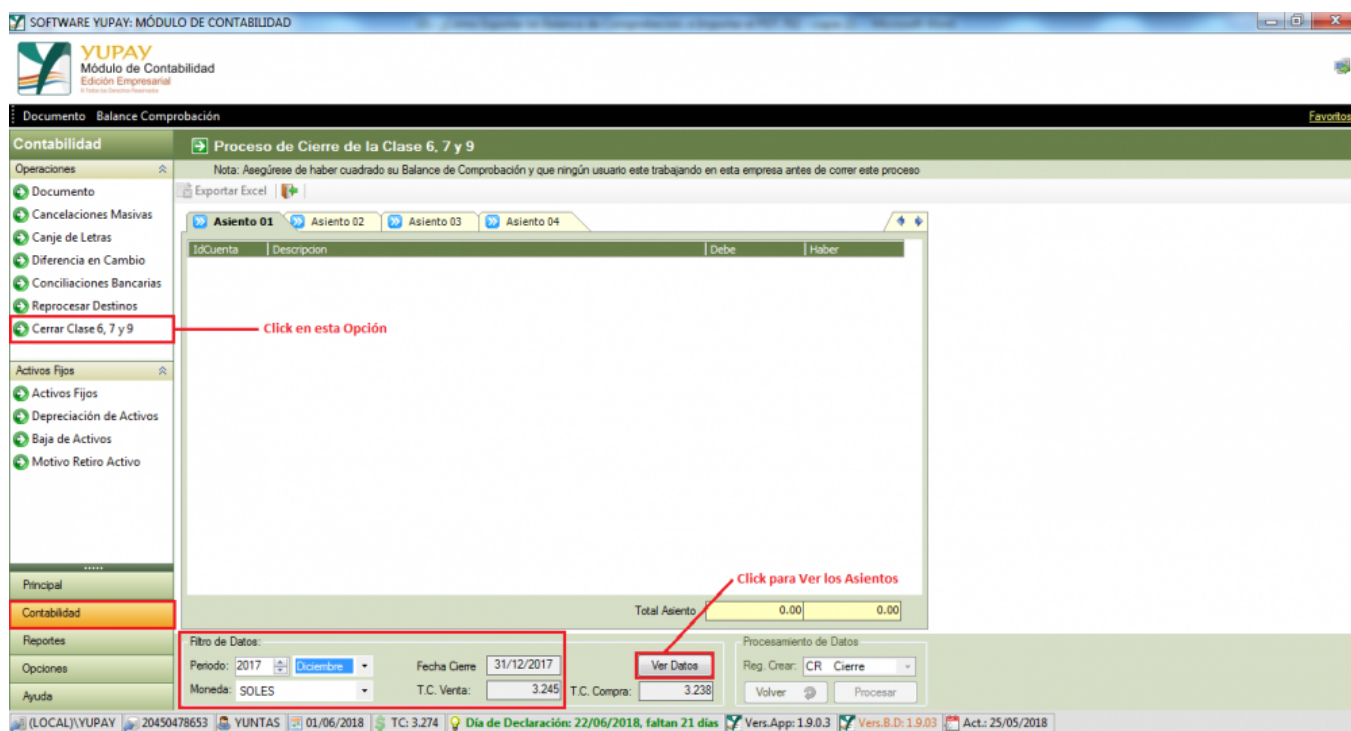 SOFTWARE YUPAY: MÓDULO DE CONTABILIDAD
YUPAY
Módulo de Contabilidad
Edición Empresarial
Documento Balance Comprobación
Favoritos
Contabilidad
Proceso de Cierre de la Clase 6, 7 y 9
Operaciones
Nota: Asegúrese de haber cuadrado su Balance de Comprobación y que ningún usuario este trabajando en esta empresa antes de correr este proceso
Documento
Exportar Excel
Cancelaciones Masivas
Asiento 01 Asiento 02 Asiento 03 Asiento 04
Canje de Letras
IdCuenta Descripcion Debe Haber
Diferencia en Cambio
Conciliaciones Bancarias
Reprocesar Destinos
Cerrar Clase 6, 7 y 9
Click en esta Opción
Activos Fijos
Activos Fijos
Depreciación de Activos
Baja de Activos
Motivo Retiro Activo
Click para Ver los Asientos
Principal
Contabilidad
Total Asiento 0.00 0.00
Reportes
Filtro de Datos:
Procesamiento de Datos
Opciones
Periodo: 2017 Diciembre Fecha Cierre 31/12/2017 Ver Datos Reg. Crear: CR Cierre
Ayuda
Moneda: SOLES T.C. Venta: 3.245 T.C. Compra: 3.238 Volver Procesar
(LOCAL)\YUPAY 20450478653 YUNTAS 01/06/2018 TC: 3.274 Día de Declaración: 22/06/2018, faltan 21 días Vers.App: 1.9.0.3 Vers.B.D: 1.9.03 Act.: 25/05/2018